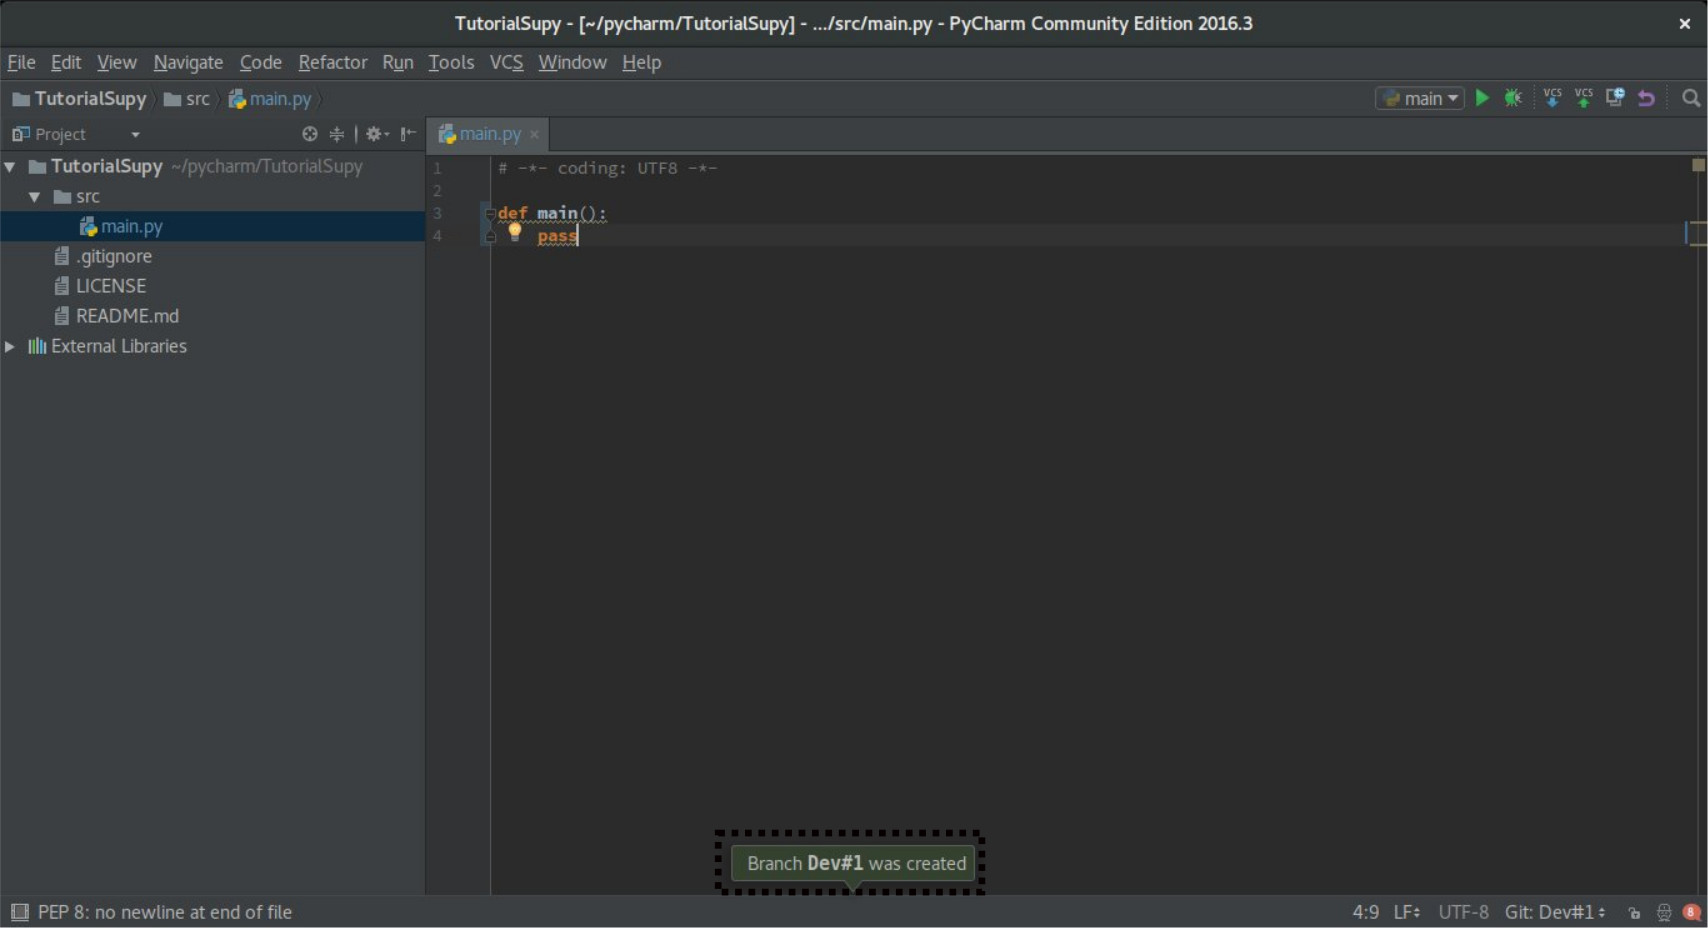 TutorialSupy - [~/pycharm/TutorialSupy] - .../src/main.py - PyCharm Community Edition 2016.3
File Edit View Navigate Code Refactor Run Tools VCS Window Help
TutorialSupy src main.py
main VCS VCS
Project
main.py
TutorialSupy ~/pycharm/TutorialSupy
src
main.py
.gitignore
LICENSE
README.md
External Libraries
1 # -*- coding: UTF8 -*-
2
3 def main():
4 pass
Branch Dev#1 was created
PEP 8: no newline at end of file
4:9 LF UTF-8 Git: Dev#1 8